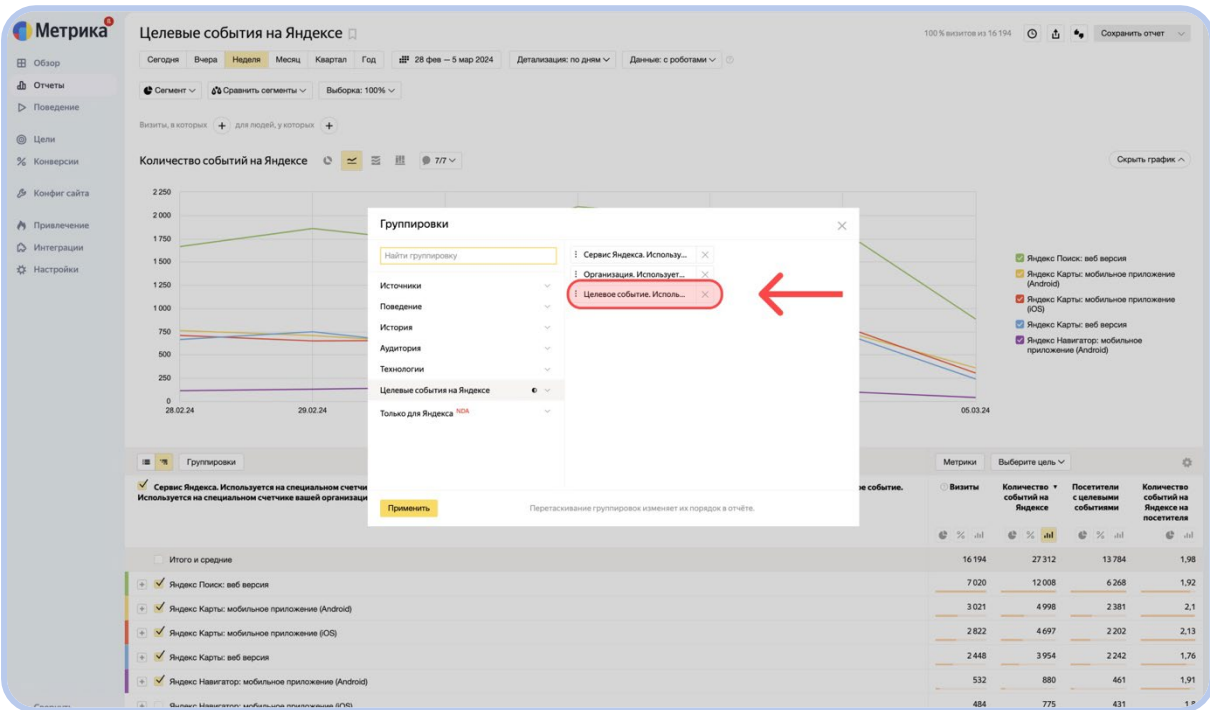 Метрика
8
Обзор
Отчеты
Поведение
Цели
Конверсии
Конфиг сайта
Привлечение
Интеграции
Настройки
Целевые события на Яндексе
100 % визитов из 16 194
Сохранить отчет
Сегодня Вчера Неделя Месяц Квартал Год
28 фев — 5 мар 2024
Детализация: по дням
Данные: с роботами
Сегмент
Сравнить сегменты
Выборка: 100%
Визиты, в которых + для людей, у которых +
Количество событий на Яндексе
7/7
Скрыть график
2 250
2 000
1 750
1 500
1 250
1 000
750
500
250
0
28.02.24
29.02.24
05.03.24
Яндекс Поиск: веб версия
Яндекс Карты: мобильное приложение
(Android)
Яндекс Карты: мобильное приложение
(iOS)
Яндекс Карты: веб версия
Яндекс Навигатор: мобильное
приложение (Android)
Группировки
Найти группировку
Источники
Поведение
История
Аудитория
Технологии
Целевые события на Яндексе
Только для Яндекса NDA
Сервис Яндекса. Использу...
Организация. Использует...
Целевое событие. Исполь...
Применить
Перетаскивание группировок изменяет их порядок в отчёте.
Группировки
Метрики
Выберите цель
Сервис Яндекса. Используется на специальном счетчи
Используется на специальном счетчике вашей организаци
ое событие.
Визиты
Количество
событий на
Яндексе
Посетители
с целевыми
событиями
Количество
событий на
Яндексе на
посетителя
Итого и средние 16 194 27 312 13 784 1,98
Яндекс Поиск: веб версия 7 020 12 008 6 268 1,92
Яндекс Карты: мобильное приложение (Android) 3 021 4 998 2 381 2,1
Яндекс Карты: мобильное приложение (iOS) 2 822 4 697 2 202 2,13
Яндекс Карты: веб версия 2 448 3 954 2 242 1,76
Яндекс Навигатор: мобильное приложение (Android) 532 880 461 1,91
Яндекс Навигатор: мобильное приложение (iOS) 484 775 431